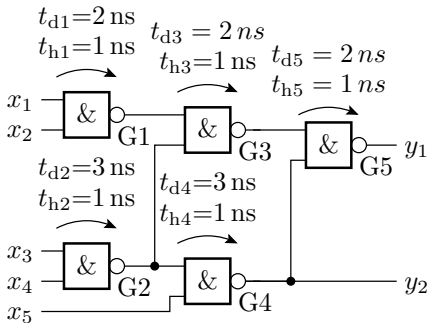 t_d1=2 ns
t_h1=1 ns
t_d3 = 2 ns
t_h3=1 ns
t_d5 = 2 ns
t_h5 = 1 ns
x_1
x_2
&
G1
&
G3
&
G5
y_1
t_d2=3 ns
t_h2=1 ns
t_d4=3 ns
t_h4=1 ns
x_3
x_4
x_5
&
G2
&
G4
y_2